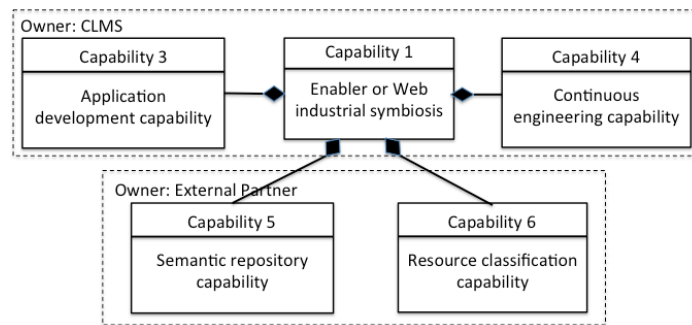 Owner: CLMS
Capability 3
Application
development capability
Capability 1
Enabler or Web
industrial symbiosis
Capability 4
Continuous
engineering capability
Owner: External Partner
Capability 5
Semantic repository
capability
Capability 6
Resource classification
capability